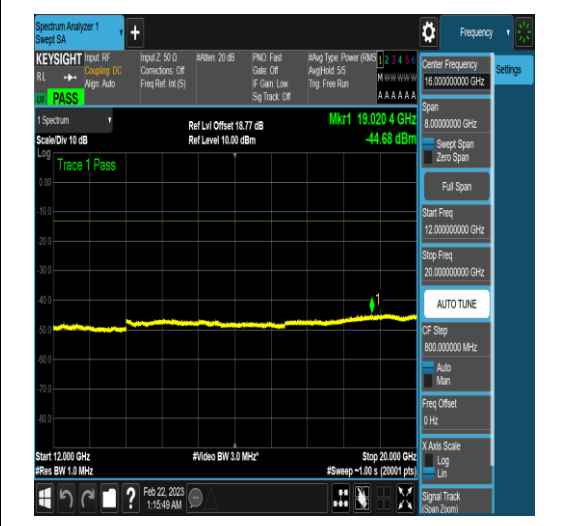 Spectrum Analyzer 1
Swept SA
+
Frequency
KEYSIGHT
RL
PASS
Input: RF
Coupling: DC
Align: Auto
Input Z: 50 Ω
Corrections: Off
Freq Ref: Int (S)
#Atten: 20 dB
PNO: Fast
Gate: Off
IF Gain: Low
Sig Track: Off
#Avg Type: Power (RMS
Avg|Hold: 5/5
Trig: Free Run
1 2 3 4 5 6
M W W W W W
A A A A A A
1 Spectrum
Scale/Div 10 dB
Ref Lvl Offset 18.77 dB
Ref Level 10.00 dBm
Mkr1 19.020 4 GHz
-44.68 dBm
Log
Trace 1 Pass
0.00
-10.0
-20.0
-30.0
-40.0
-50.0
-60.0
-70.0
-80.0
1
Start 12.000 GHz
#Res BW 1.0 MHz
#Video BW 3.0 MHz*
Stop 20.000 GHz
#Sweep ~1.00 s (20001 pts)
Feb 22, 2023
1:15:49 AM
?
Center Frequency
16.000000000 GHz
Settings
Span
8.00000000 GHz
Swept Span
Zero Span
Full Span
Start Freq
12.000000000 GHz
Stop Freq
20.000000000 GHz
AUTO TUNE
CF Step
800.000000 MHz
Auto
Man
Freq Offset
0 Hz
X Axis Scale
Log
Lin
Signal Track
(Span Zoom)